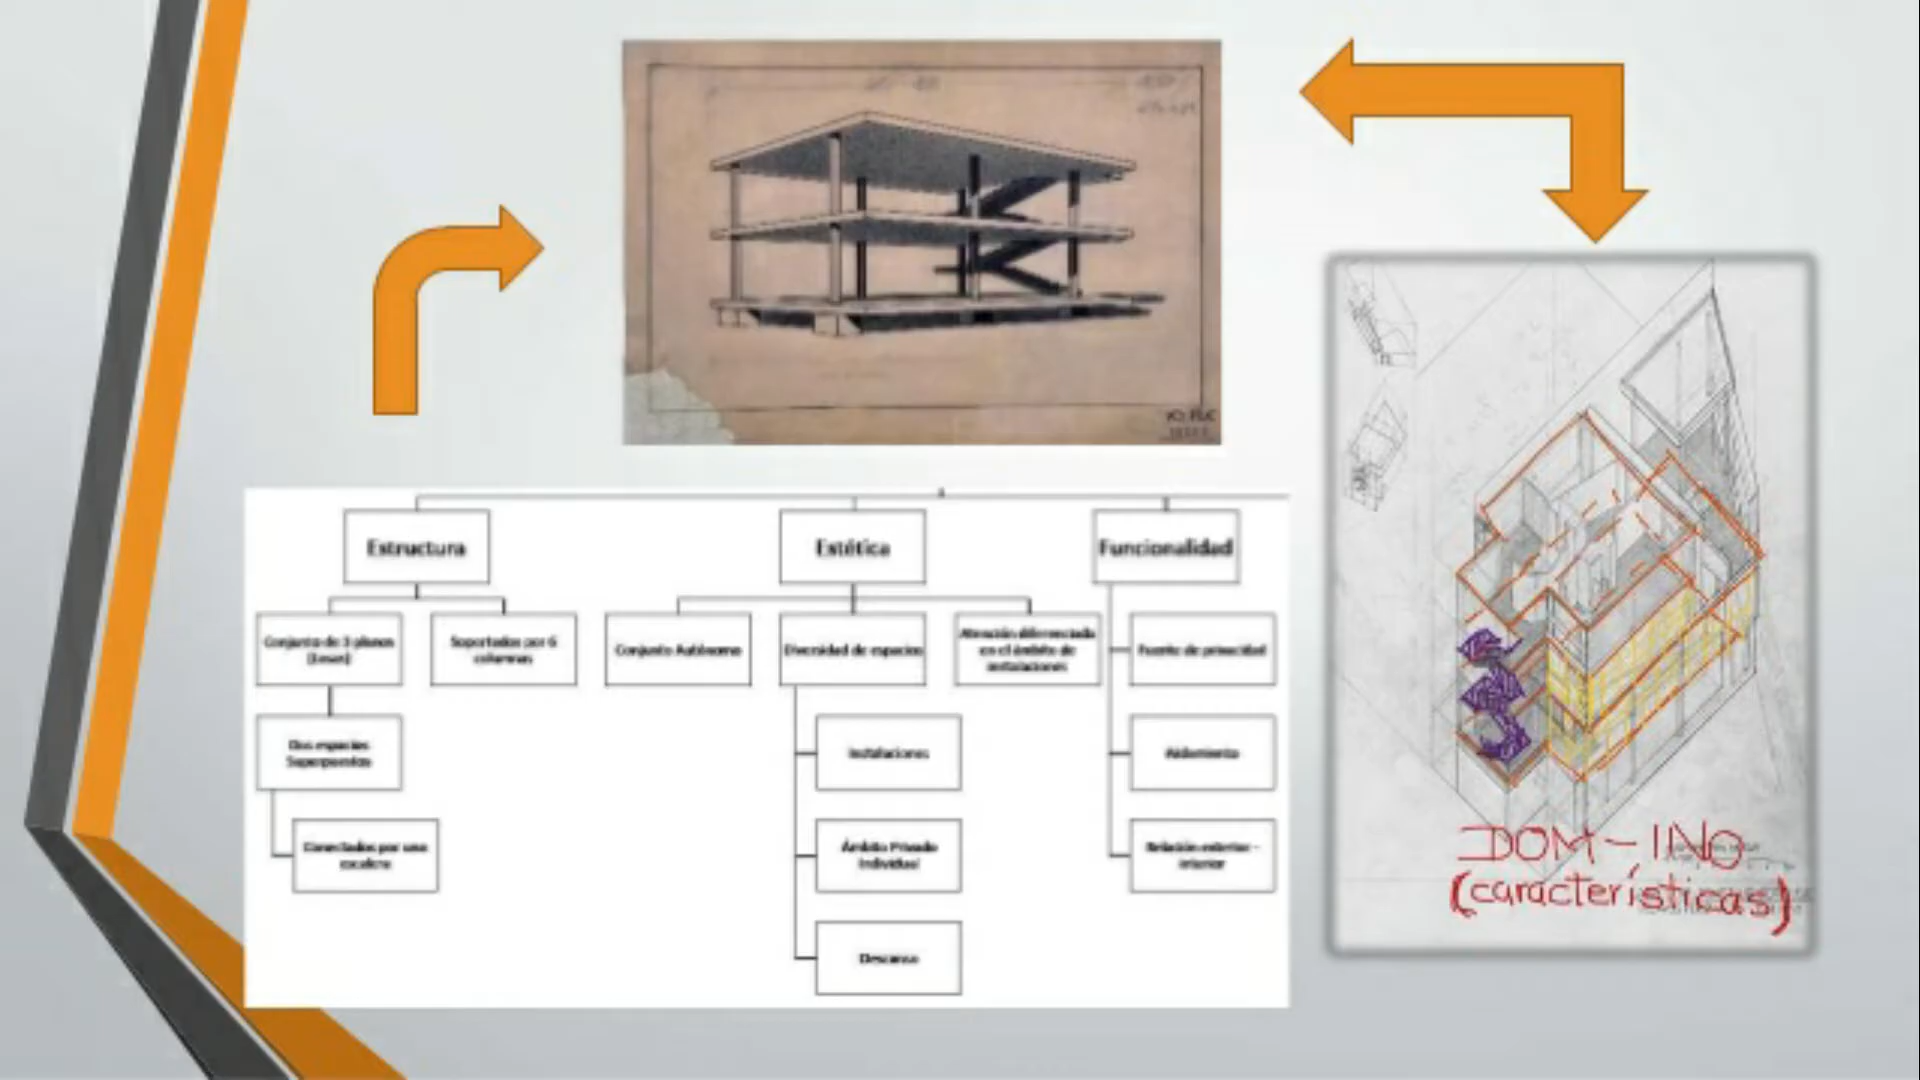 Estructura
Estética
Funcionalidad
Conjunto de 3 planos
(Losas)
Soportados por 6
columnas
Conjunto Autónomo
Diversidad de espacios
Atención diferenciada
en el ámbito de
instalaciones
Fuente de privacidad
Dos espacios
Superpuestos
Instalaciones
Aislamiento
Conectados por una
escalera
Ámbito Privado
Individual
Relación exterior -
interior
Descanso
DOM-INO
(características)